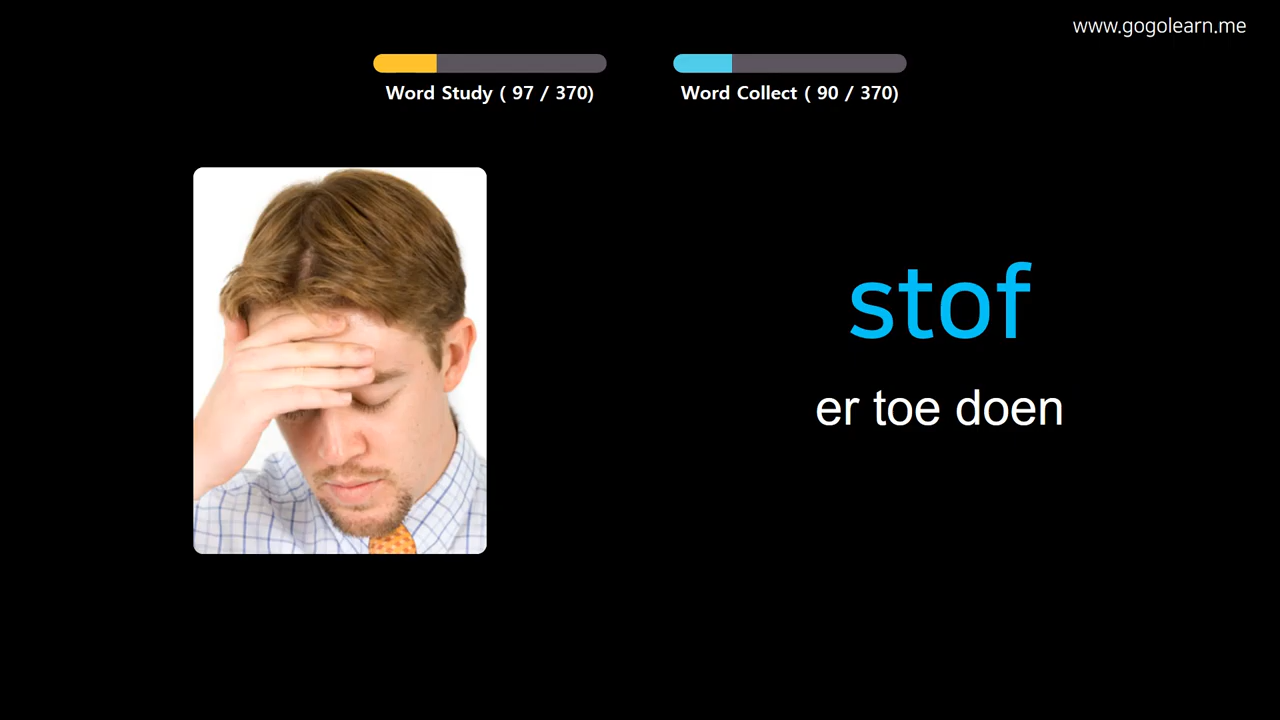 www.gogolearn.me
Word Study ( 97 / 370)
Word Collect ( 90 / 370)
stof
er toe doen